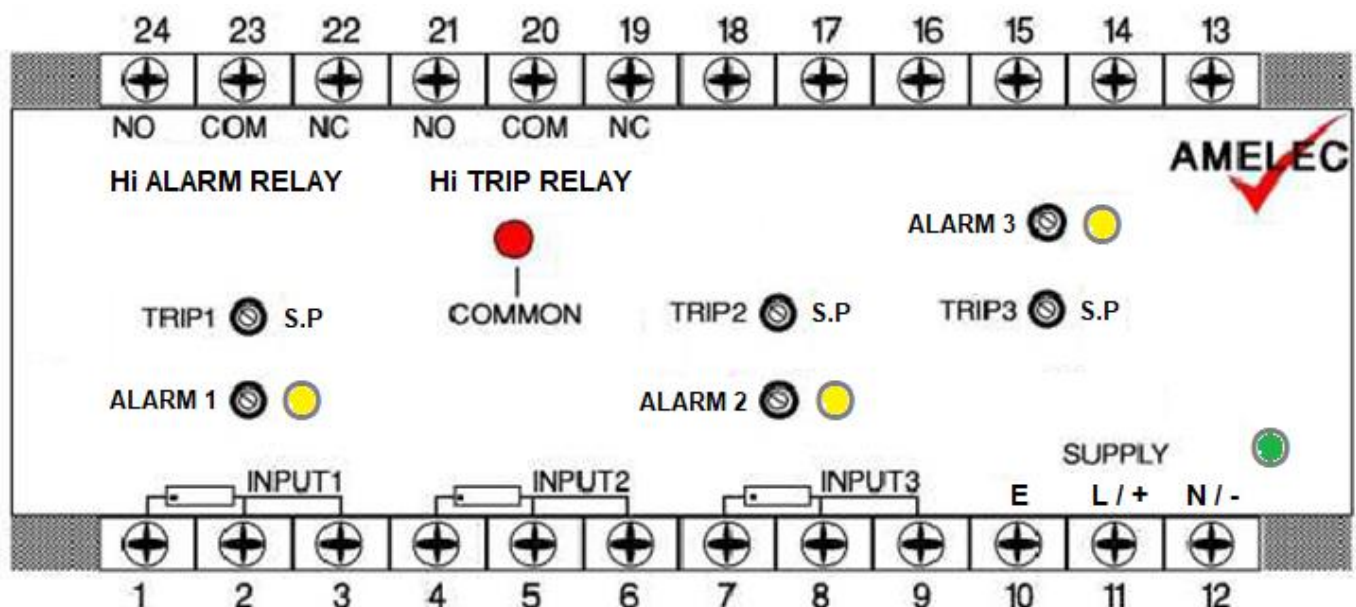 24 23 22 21 20 19 18 17 16 15 14 13
NO COM NC NO COM NC
AMELEC
Hi ALARM RELAY Hi TRIP RELAY
ALARM 3
TRIP1 S.P COMMON TRIP2 S.P TRIP3 S.P
ALARM 1 ALARM 2
SUPPLY
INPUT1 INPUT2 INPUT3
E L / + N / -
1 2 3 4 5 6 7 8 9 10 11 12